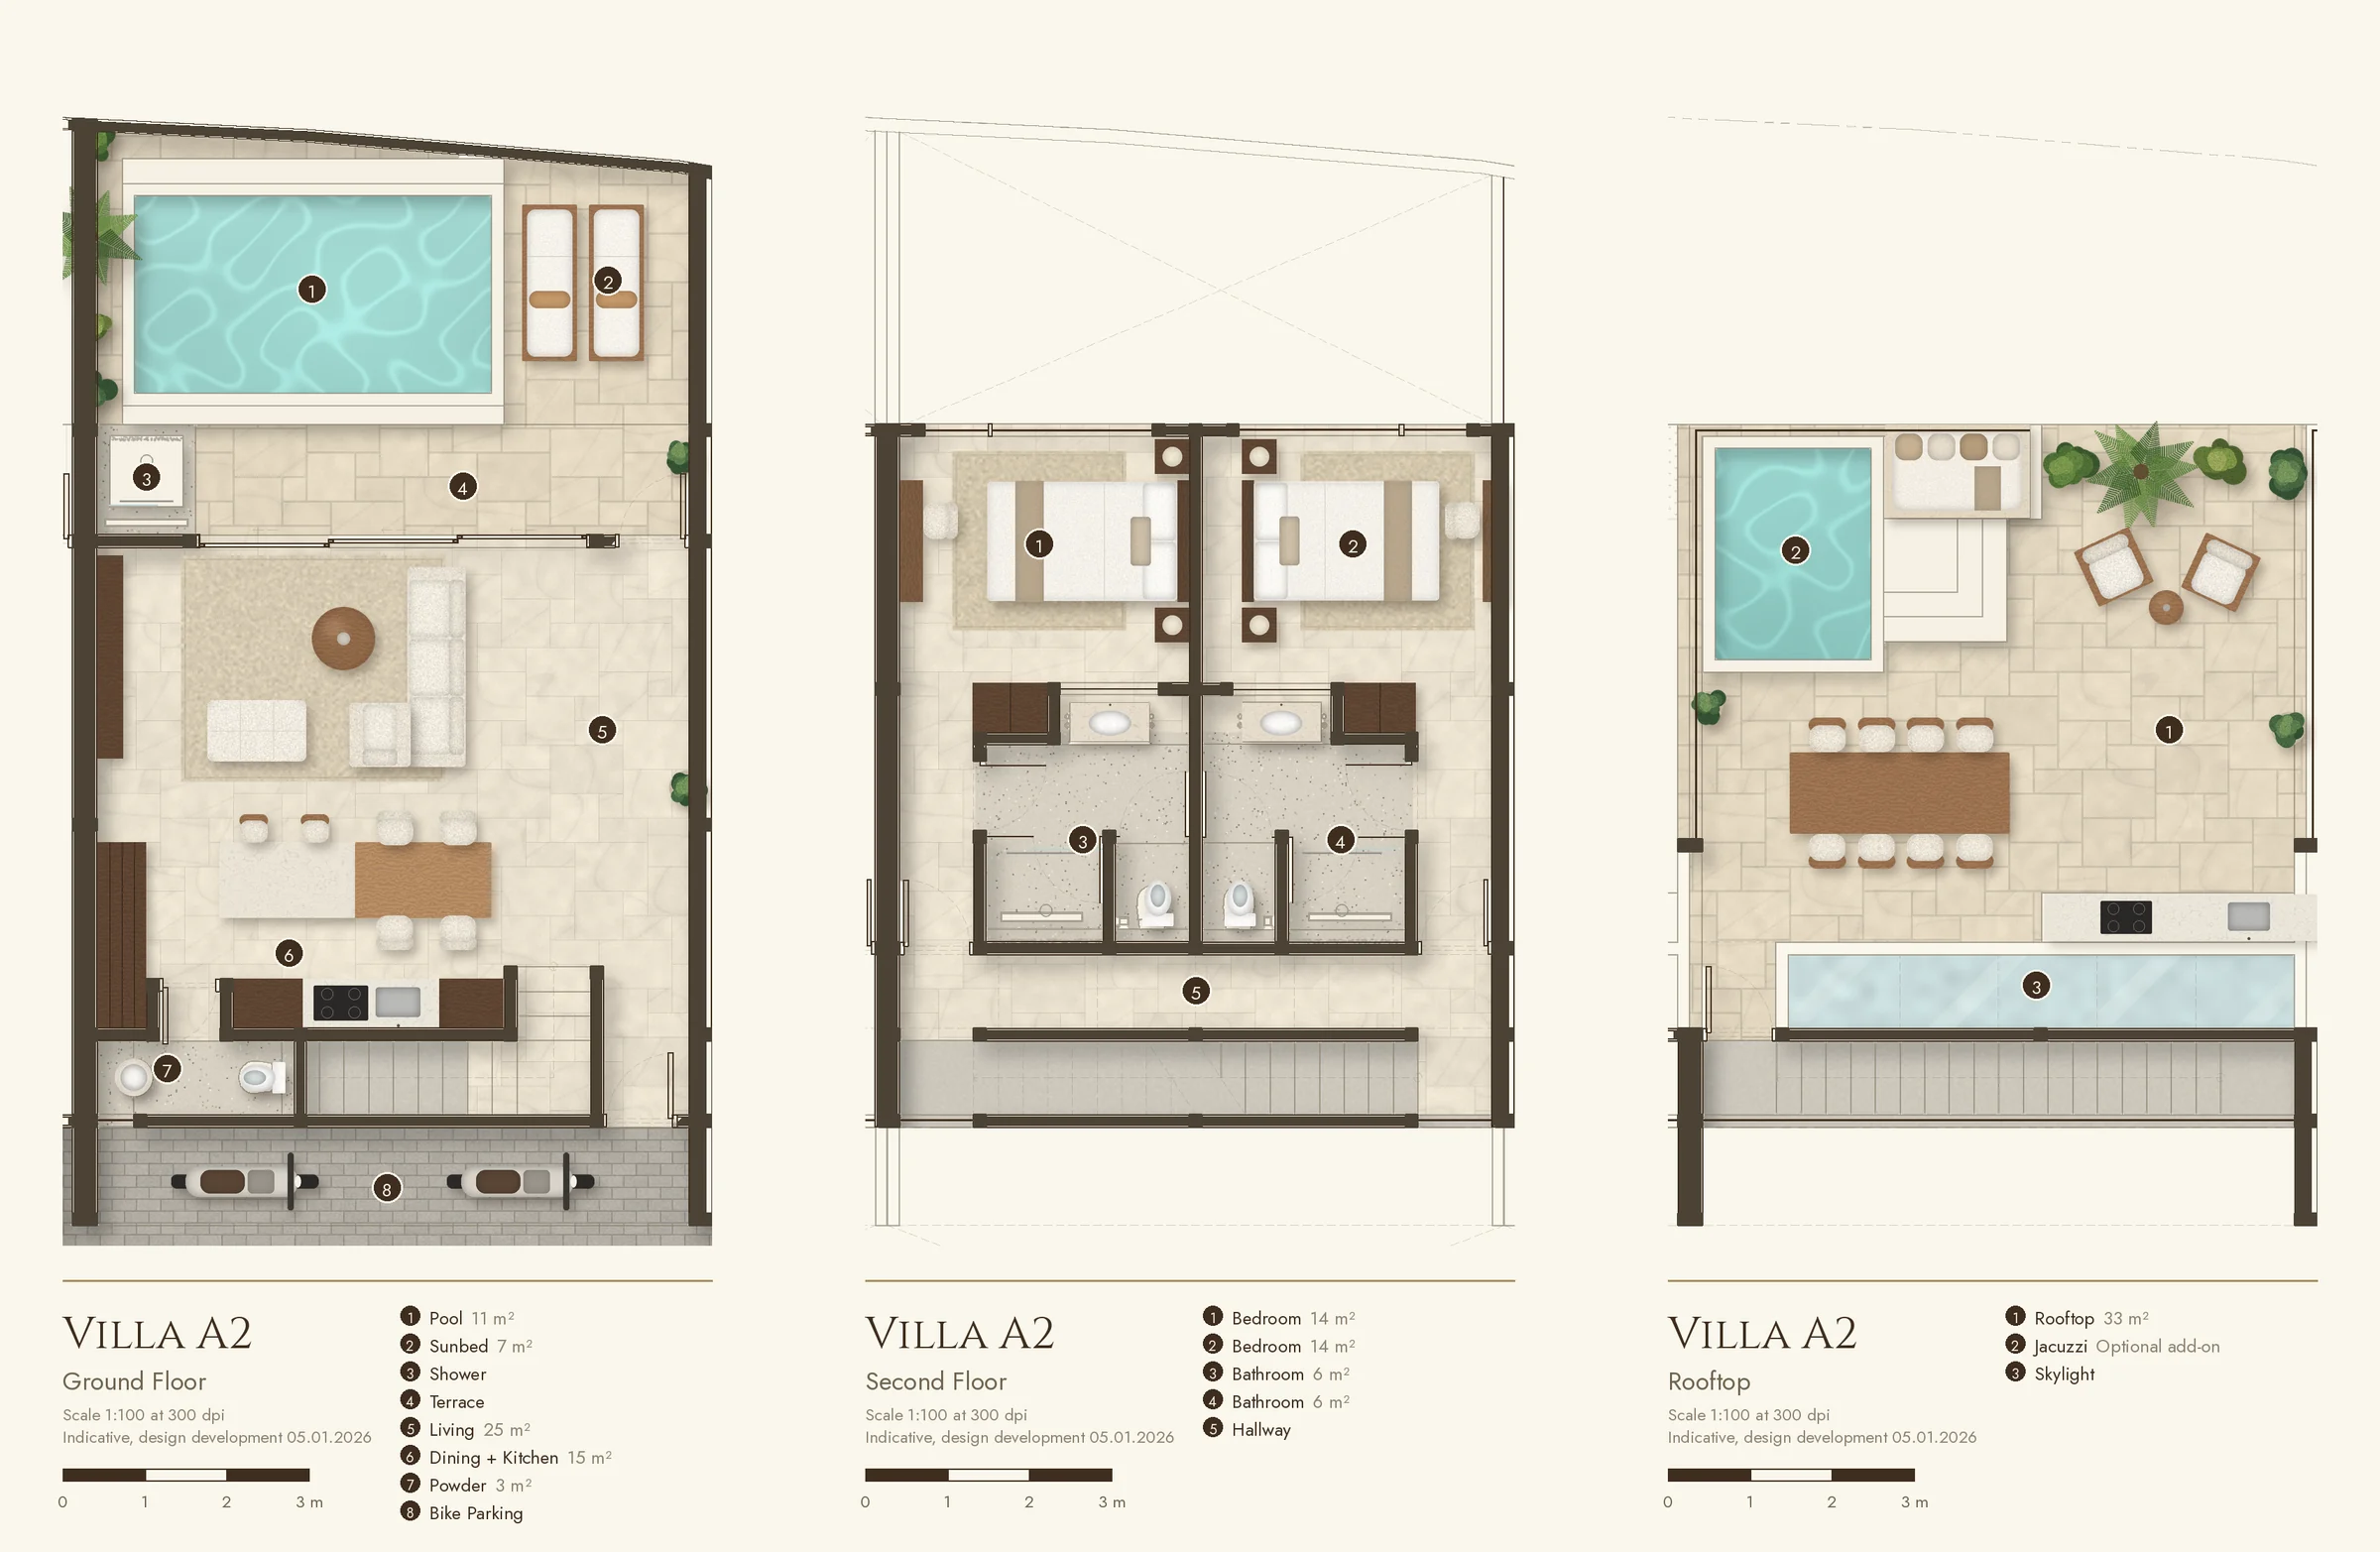 1
2
3
4
5
6
7
8
1
2
3
4
5
2
1
3
VILLA A2
Ground Floor
Scale 1:100 at 300 dpi
Indicative, design development 05.01.2026
0 1 2 3 m
1 Pool 11 m²
2 Sunbed 7 m²
3 Shower
4 Terrace
5 Living 25 m²
6 Dining + Kitchen 15 m²
7 Powder 3 m²
8 Bike Parking
VILLA A2
Second Floor
Scale 1:100 at 300 dpi
Indicative, design development 05.01.2026
0 1 2 3 m
1 Bedroom 14 m²
2 Bedroom 14 m²
3 Bathroom 6 m²
4 Bathroom 6 m²
5 Hallway
VILLA A2
Rooftop
Scale 1:100 at 300 dpi
Indicative, design development 05.01.2026
0 1 2 3 m
1 Rooftop 33 m²
2 Jacuzzi Optional add-on
3 Skylight